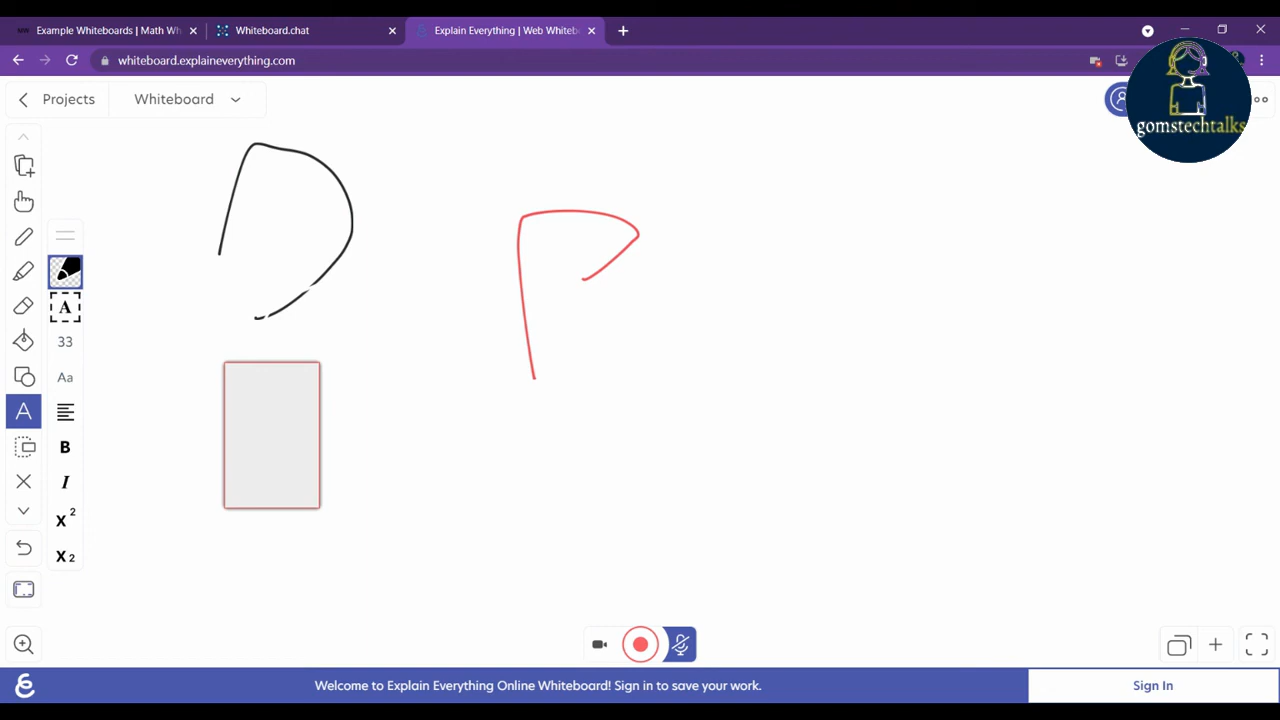 Example Whiteboards | Math Wh
Whiteboard.chat
Explain Everything | Web Whiteb
whiteboard.explaineverything.com
Projects
Whiteboard
gomstechtalks
D
P
A
33
Aa
A
B
I
X²
X₂
Welcome to Explain Everything Online Whiteboard! Sign in to save your work.
Sign In